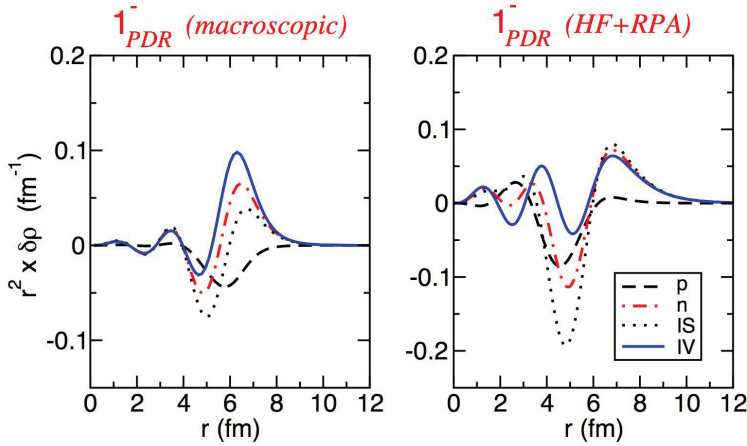 1⁻PDR (macroscopic)
1⁻PDR (HF+RPA)
r² x δρ (fm⁻¹)
0.2
0.1
0
-0.1
0 2 4 6 8 10 12
r (fm)
0.2
0.1
0
-0.1
-0.2
0 2 4 6 8 10 12
r (fm)
p
n
IS
IV